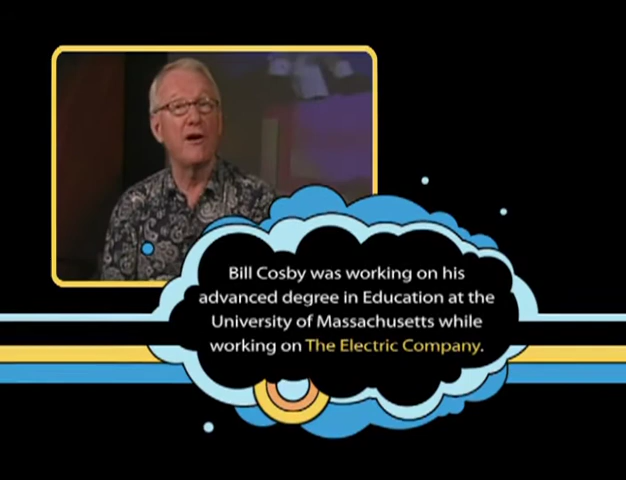 Bill Cosby was working on his
advanced degree in Education at the
University of Massachusetts while
working on The Electric Company.